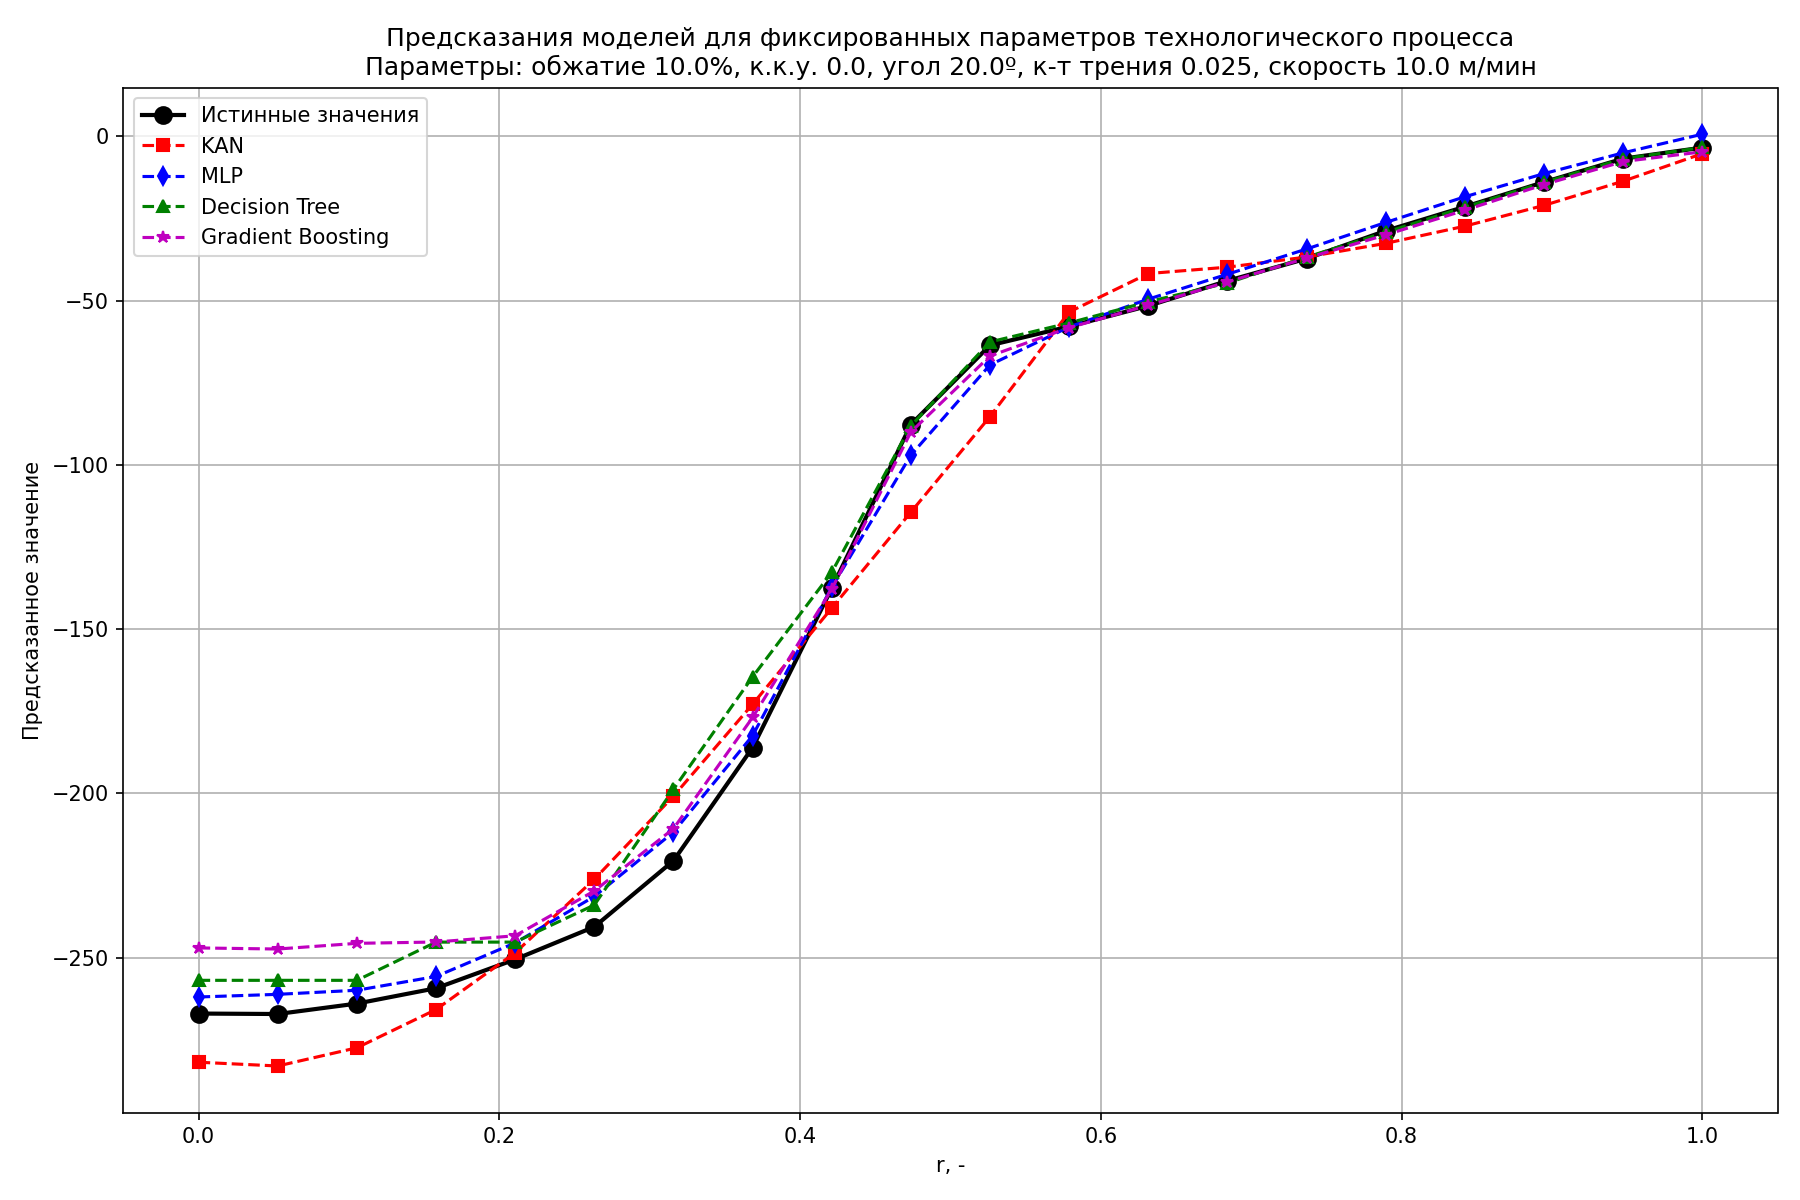 Предсказания моделей для фиксированных параметров технологического процесса
Параметры: обжатие 10.0%, к.к.у. 0.0, угол 20.0º, к-т трения 0.025, скорость 10.0 м/мин
Истинные значения
KAN
MLP
Decision Tree
Gradient Boosting
Предсказанное значение
0
−50
−100
−150
−200
−250
0.0 0.2 0.4 0.6 0.8 1.0
r, -